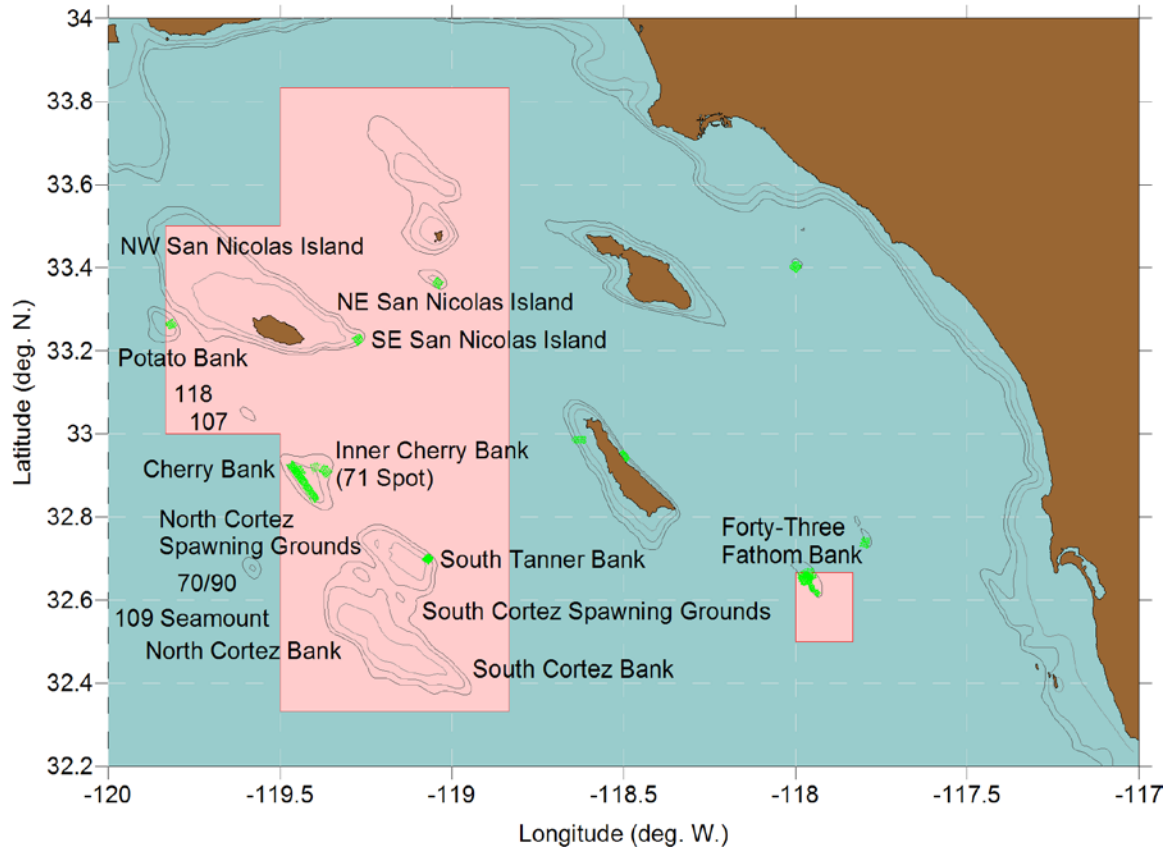 34
33.8
33.6
33.4
33.2
33
32.8
32.6
32.4
32.2
Latitude (deg. N.)
NW San Nicolas Island
NE San Nicolas Island
SE San Nicolas Island
Potato Bank
118
107
Inner Cherry Bank
(71 Spot)
Cherry Bank
North Cortez
Spawning Grounds
South Tanner Bank
Forty-Three
Fathom Bank
70/90
109 Seamount
South Cortez Spawning Grounds
North Cortez Bank
South Cortez Bank
-120
-119.5
-119
-118.5
-118
-117.5
-117
Longitude (deg. W.)